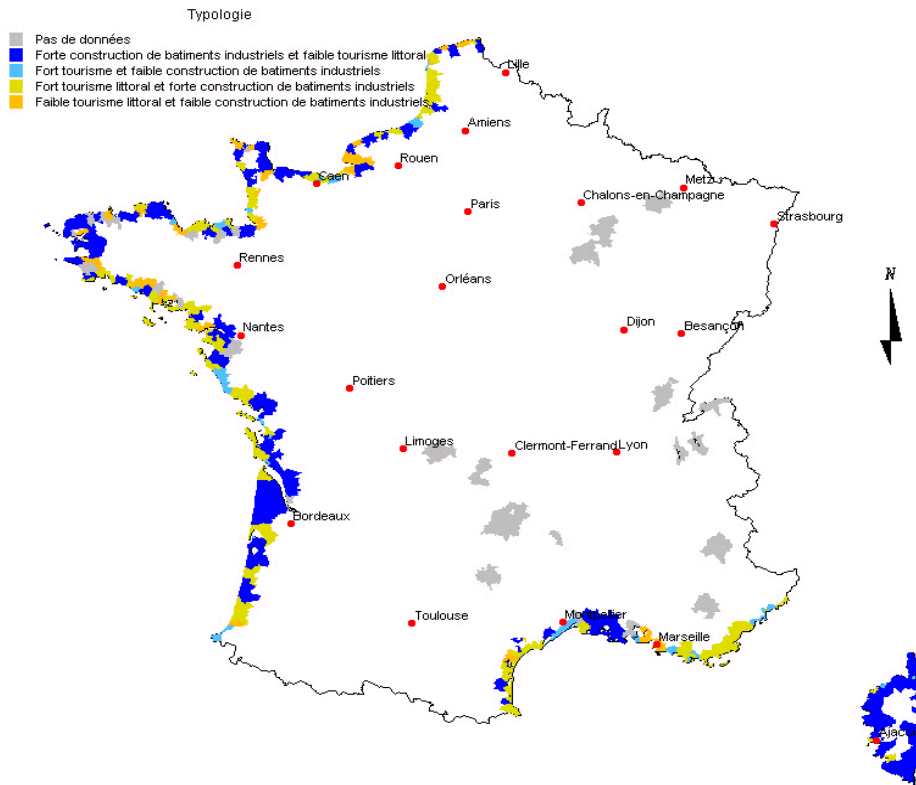 Typologie
Pas de données
Forte construction de batiments industriels et faible tourisme littoral
Fort tourisme et faible construction de batiments industriels
Fort tourisme littoral et forte construction de batiments industriels
Faible tourisme littoral et faible construction de batiments industriels
Lille
Amiens
Rouen
Caen
Metz
Chalons-en-Champagne
Paris
Strasbourg
Rennes
Orléans
N
Nantes
Dijon
Besançon
Poitiers
Limoges
Clermont-Ferrand
Lyon
Bordeaux
Toulouse
Montpellier
Marseille